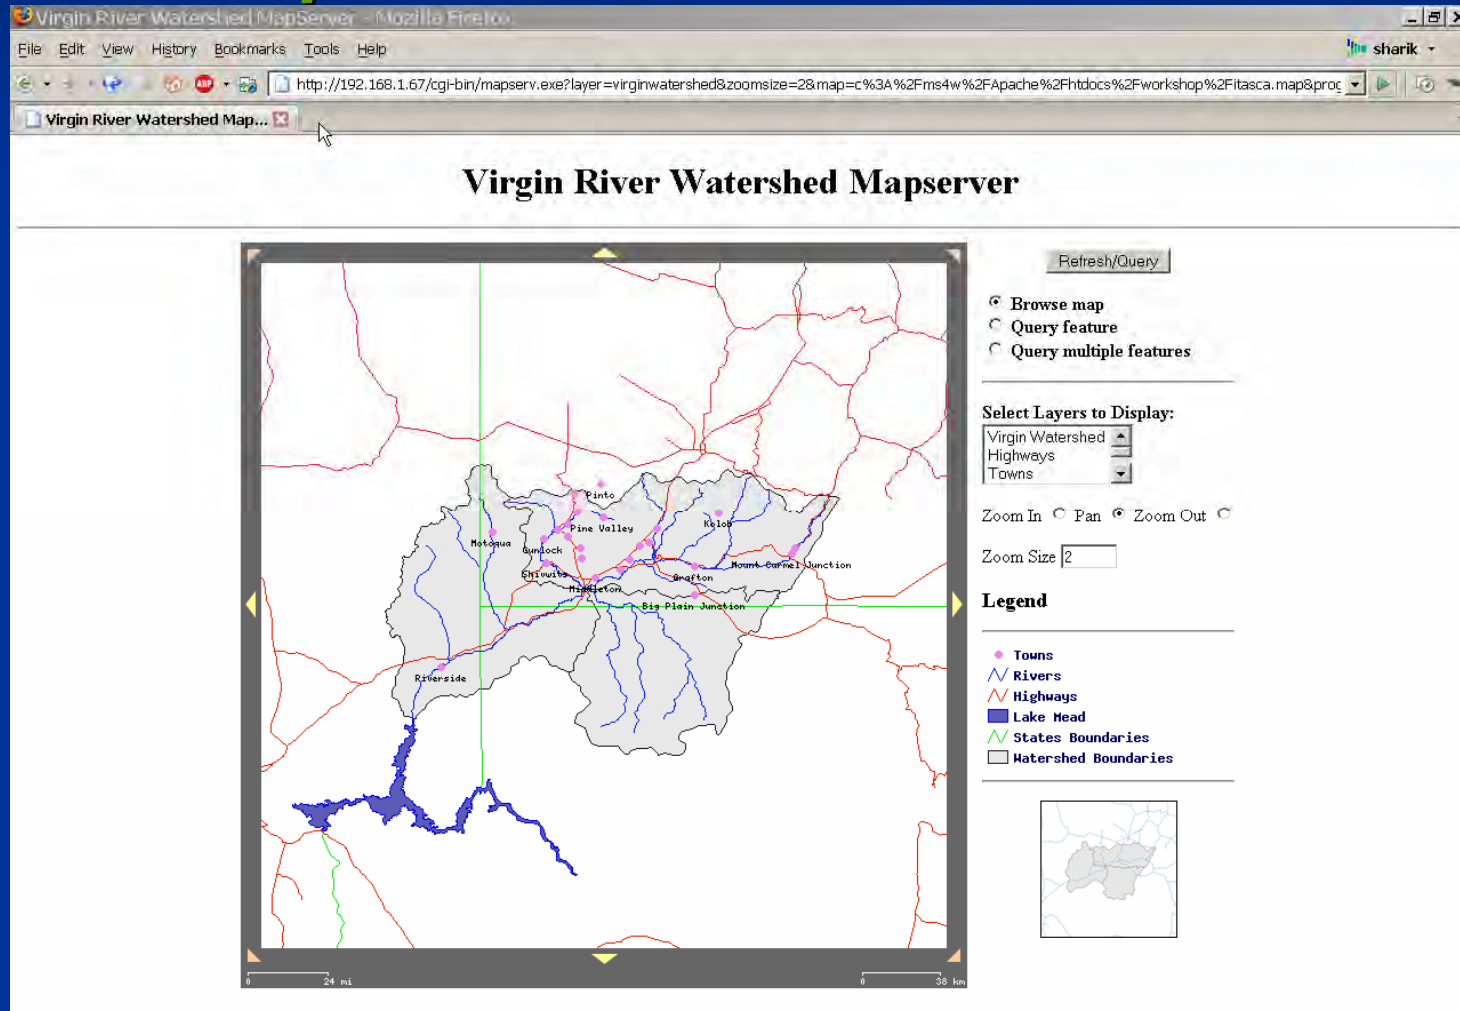 Virgin River Watershed MapServer - Mozilla Firefox
File Edit View History Bookmarks Tools Help
sharik
ABP
http://192.168.1.67/cgi-bin/mapserv.exe?layer=virginwatershed&zoomsize=2&map=c%3A%2Fms4w%2FApache%2Fhtdocs%2Fworkshop%2Fitasca.map&prog
Virgin River Watershed Map...
Virgin River Watershed Mapserver
Refresh/Query
Browse map
Query feature
Query multiple features
Select Layers to Display:
Virgin Watershed
Highways
Towns
Zoom In Pan Zoom Out
Zoom Size 2
Legend
Towns
Rivers
Highways
Lake Mead
States Boundaries
Watershed Boundaries
Pinto
Pine Valley
Kolob
Motoqua
Gunlock
Mount Carmel Junction
Shivwits
Grafton
Middleton
Big Plain Junction
Riverside
0 24 mi
0 38 km